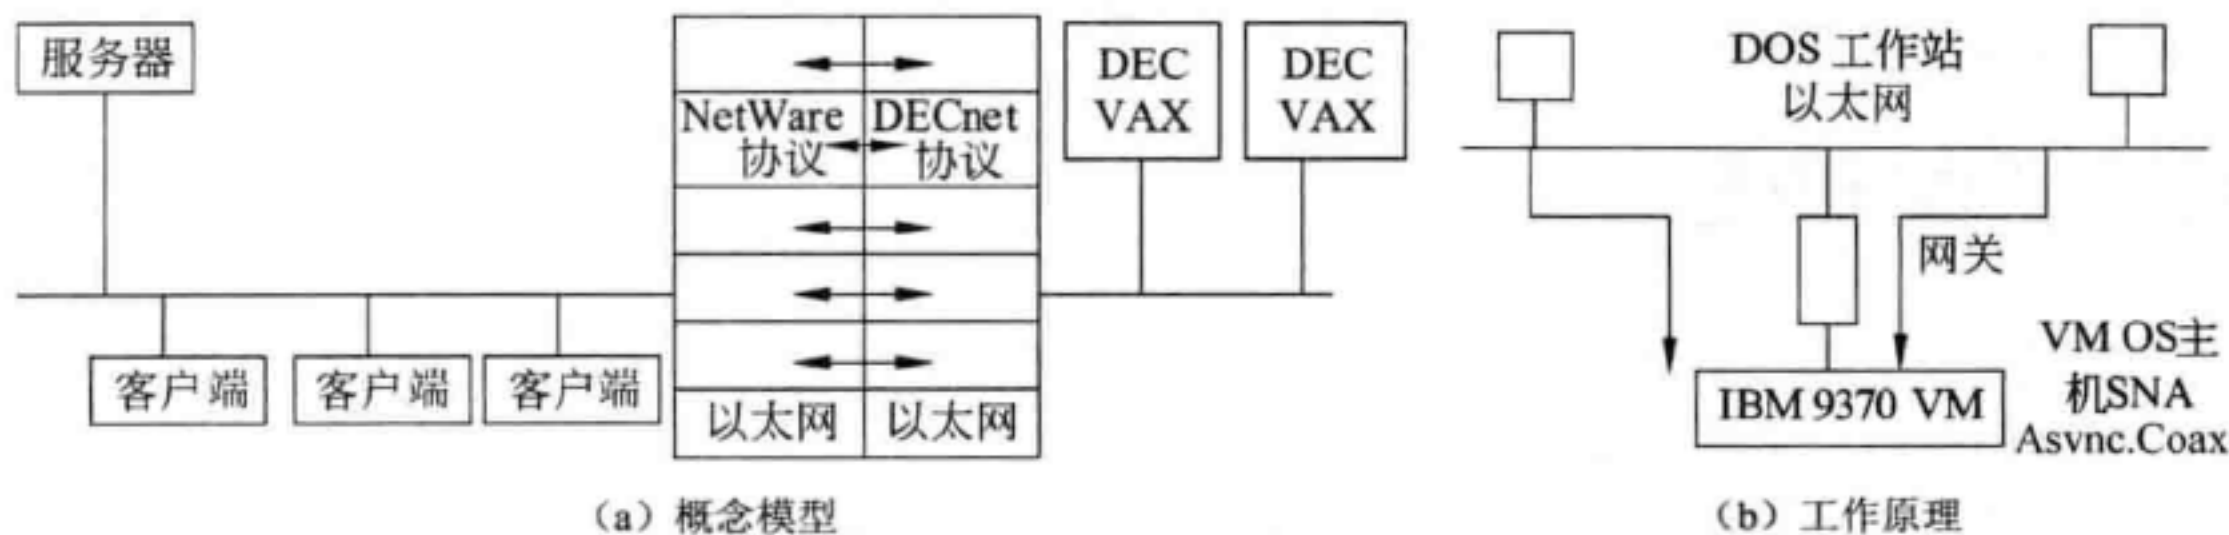 服务器
客户端
客户端
客户端
NetWare
协议
DECnet
协议
以太网
以太网
DEC
VAX
DEC
VAX
(a) 概念模型
DOS 工作站
以太网
网关
IBM 9370 VM
VM OS主
机SNA
Asvnc.Coax
(b) 工作原理